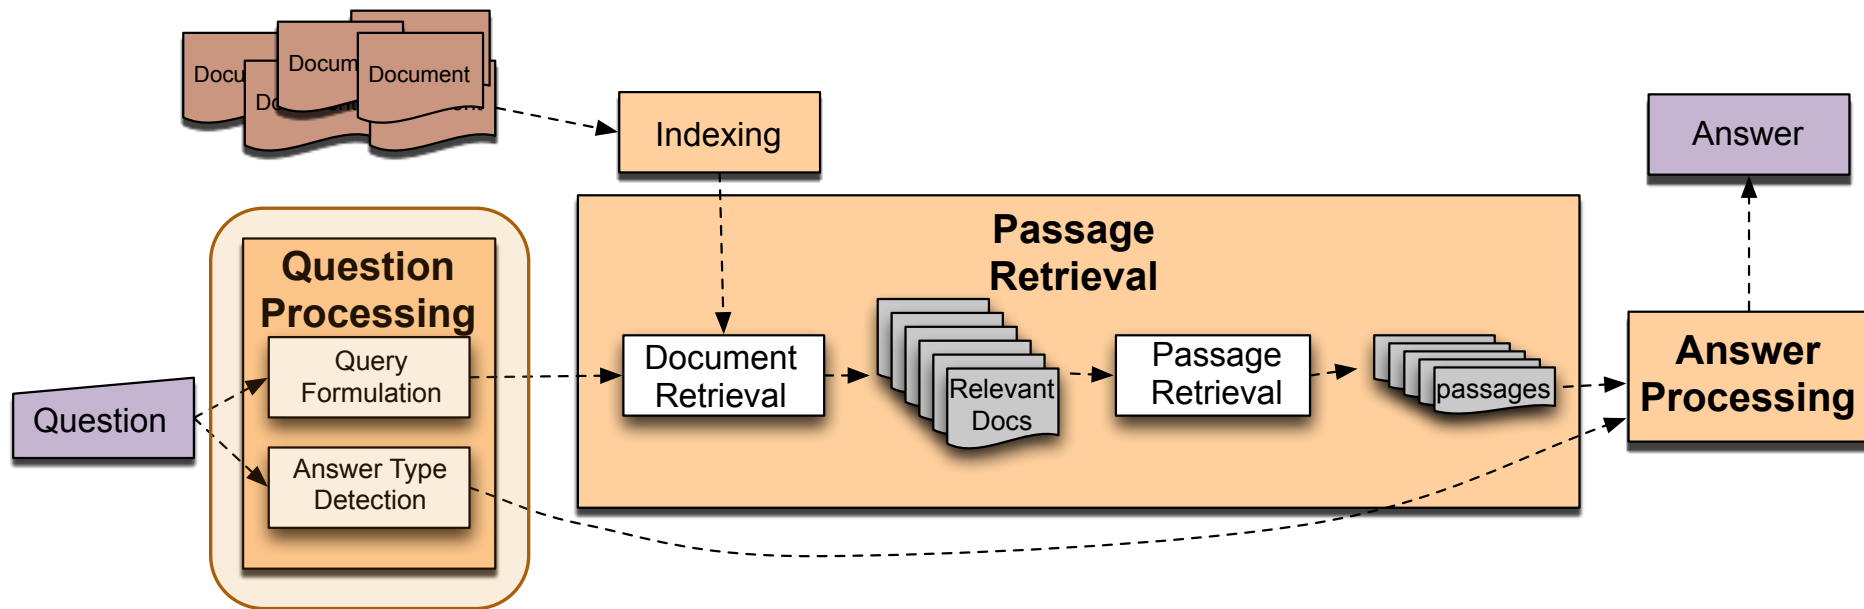 Docum
Document
Indexing
Answer
Passage
Retrieval
Question
Processing
Query
Formulation
Document
Retrieval
Relevant
Docs
Passage
Retrieval
passages
Answer
Processing
Question
Answer Type
Detection